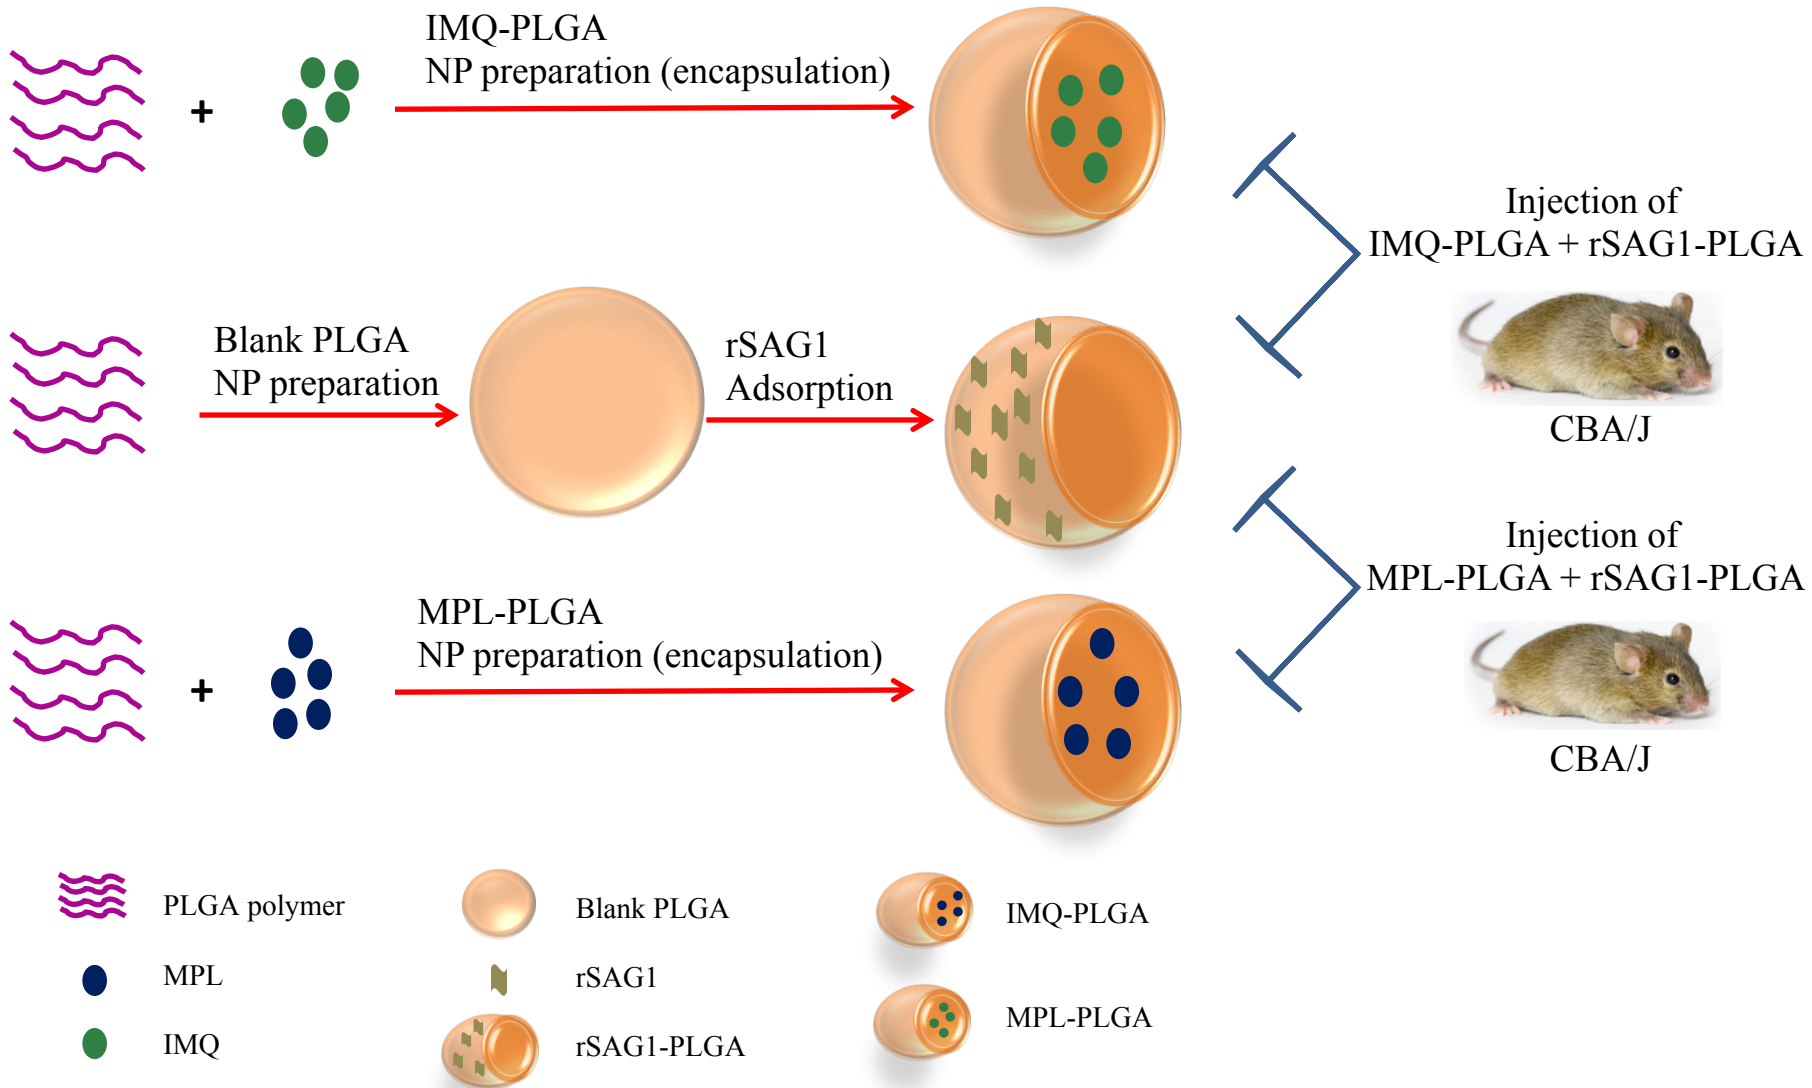 IMQ-PLGA
NP preparation (encapsulation)
+
Injection of
IMQ-PLGA + rSAG1-PLGA
CBA/J
Blank PLGA
NP preparation
rSAG1
Adsorption
Injection of
MPL-PLGA + rSAG1-PLGA
CBA/J
MPL-PLGA
NP preparation (encapsulation)
+
PLGA polymer
MPL
IMQ
Blank PLGA
rSAG1
rSAG1-PLGA
IMQ-PLGA
MPL-PLGA